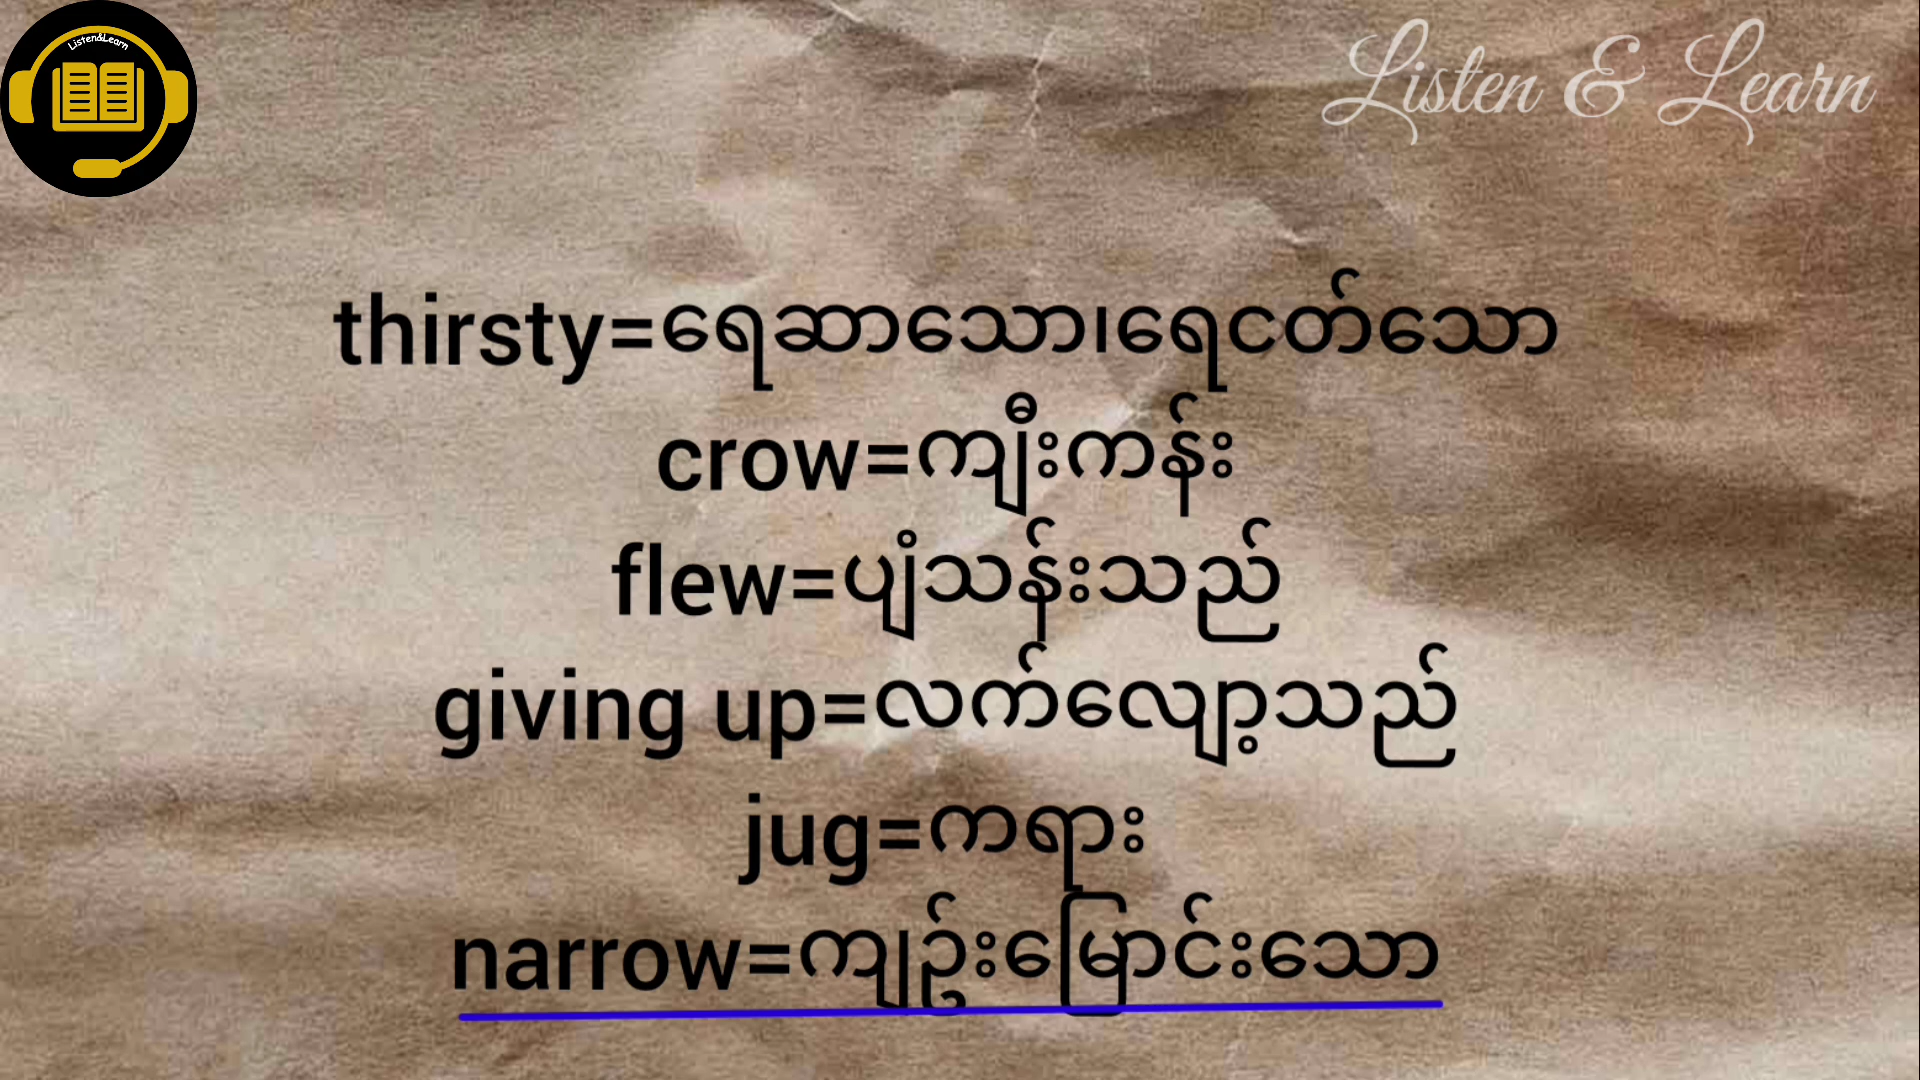 Listen&Learn
Listen & Learn
thirsty=ရေဆာသော၊ရေငတ်သော
crow=ကျီးကန်း
flew=ပျံသန်းသည်
giving up=လက်လျော့သည်
jug=ကရား
narrow=ကျဉ်းမြောင်းသော